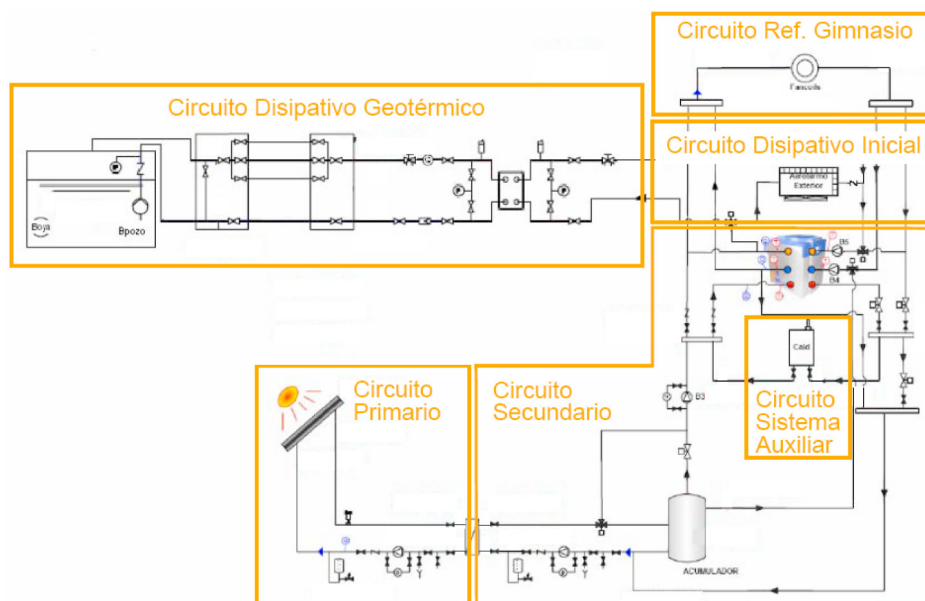 Circuito Ref. Gimnasio
Fancoils
Circuito Disipativo Geotérmico
Circuito Disipativo Inicial
Aerotermo
Exterior
Boya
Bpozo
B5
B4
Cald
Circuito
Sistema
Auxiliar
Circuito
Primario
Circuito
Secundario
B3
ACUMULADOR